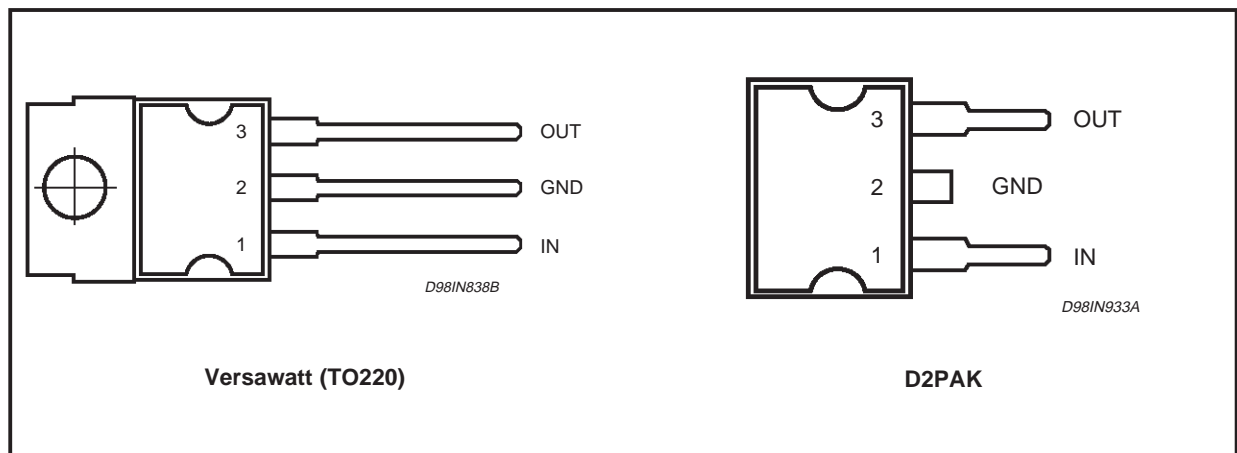 3 OUT
2 GND
1 IN
D98IN838B
Versawatt (TO220)
3 OUT
2 GND
1 IN
D98IN933A
D2PAK